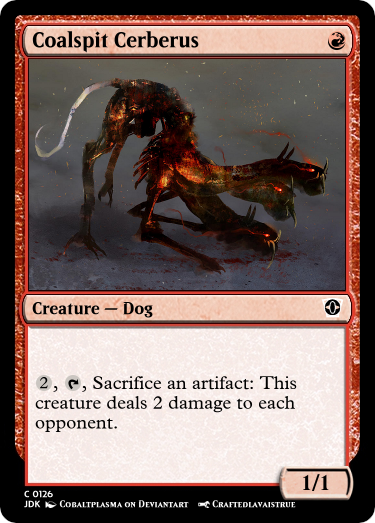 Coalspit Cerberus
Creature — Dog
2, Sacrifice an artifact: This
creature deals 2 damage to each
opponent.
1/1
C 0126
JDK Cobaltplasma on Deviantart Craftedlavaistrue